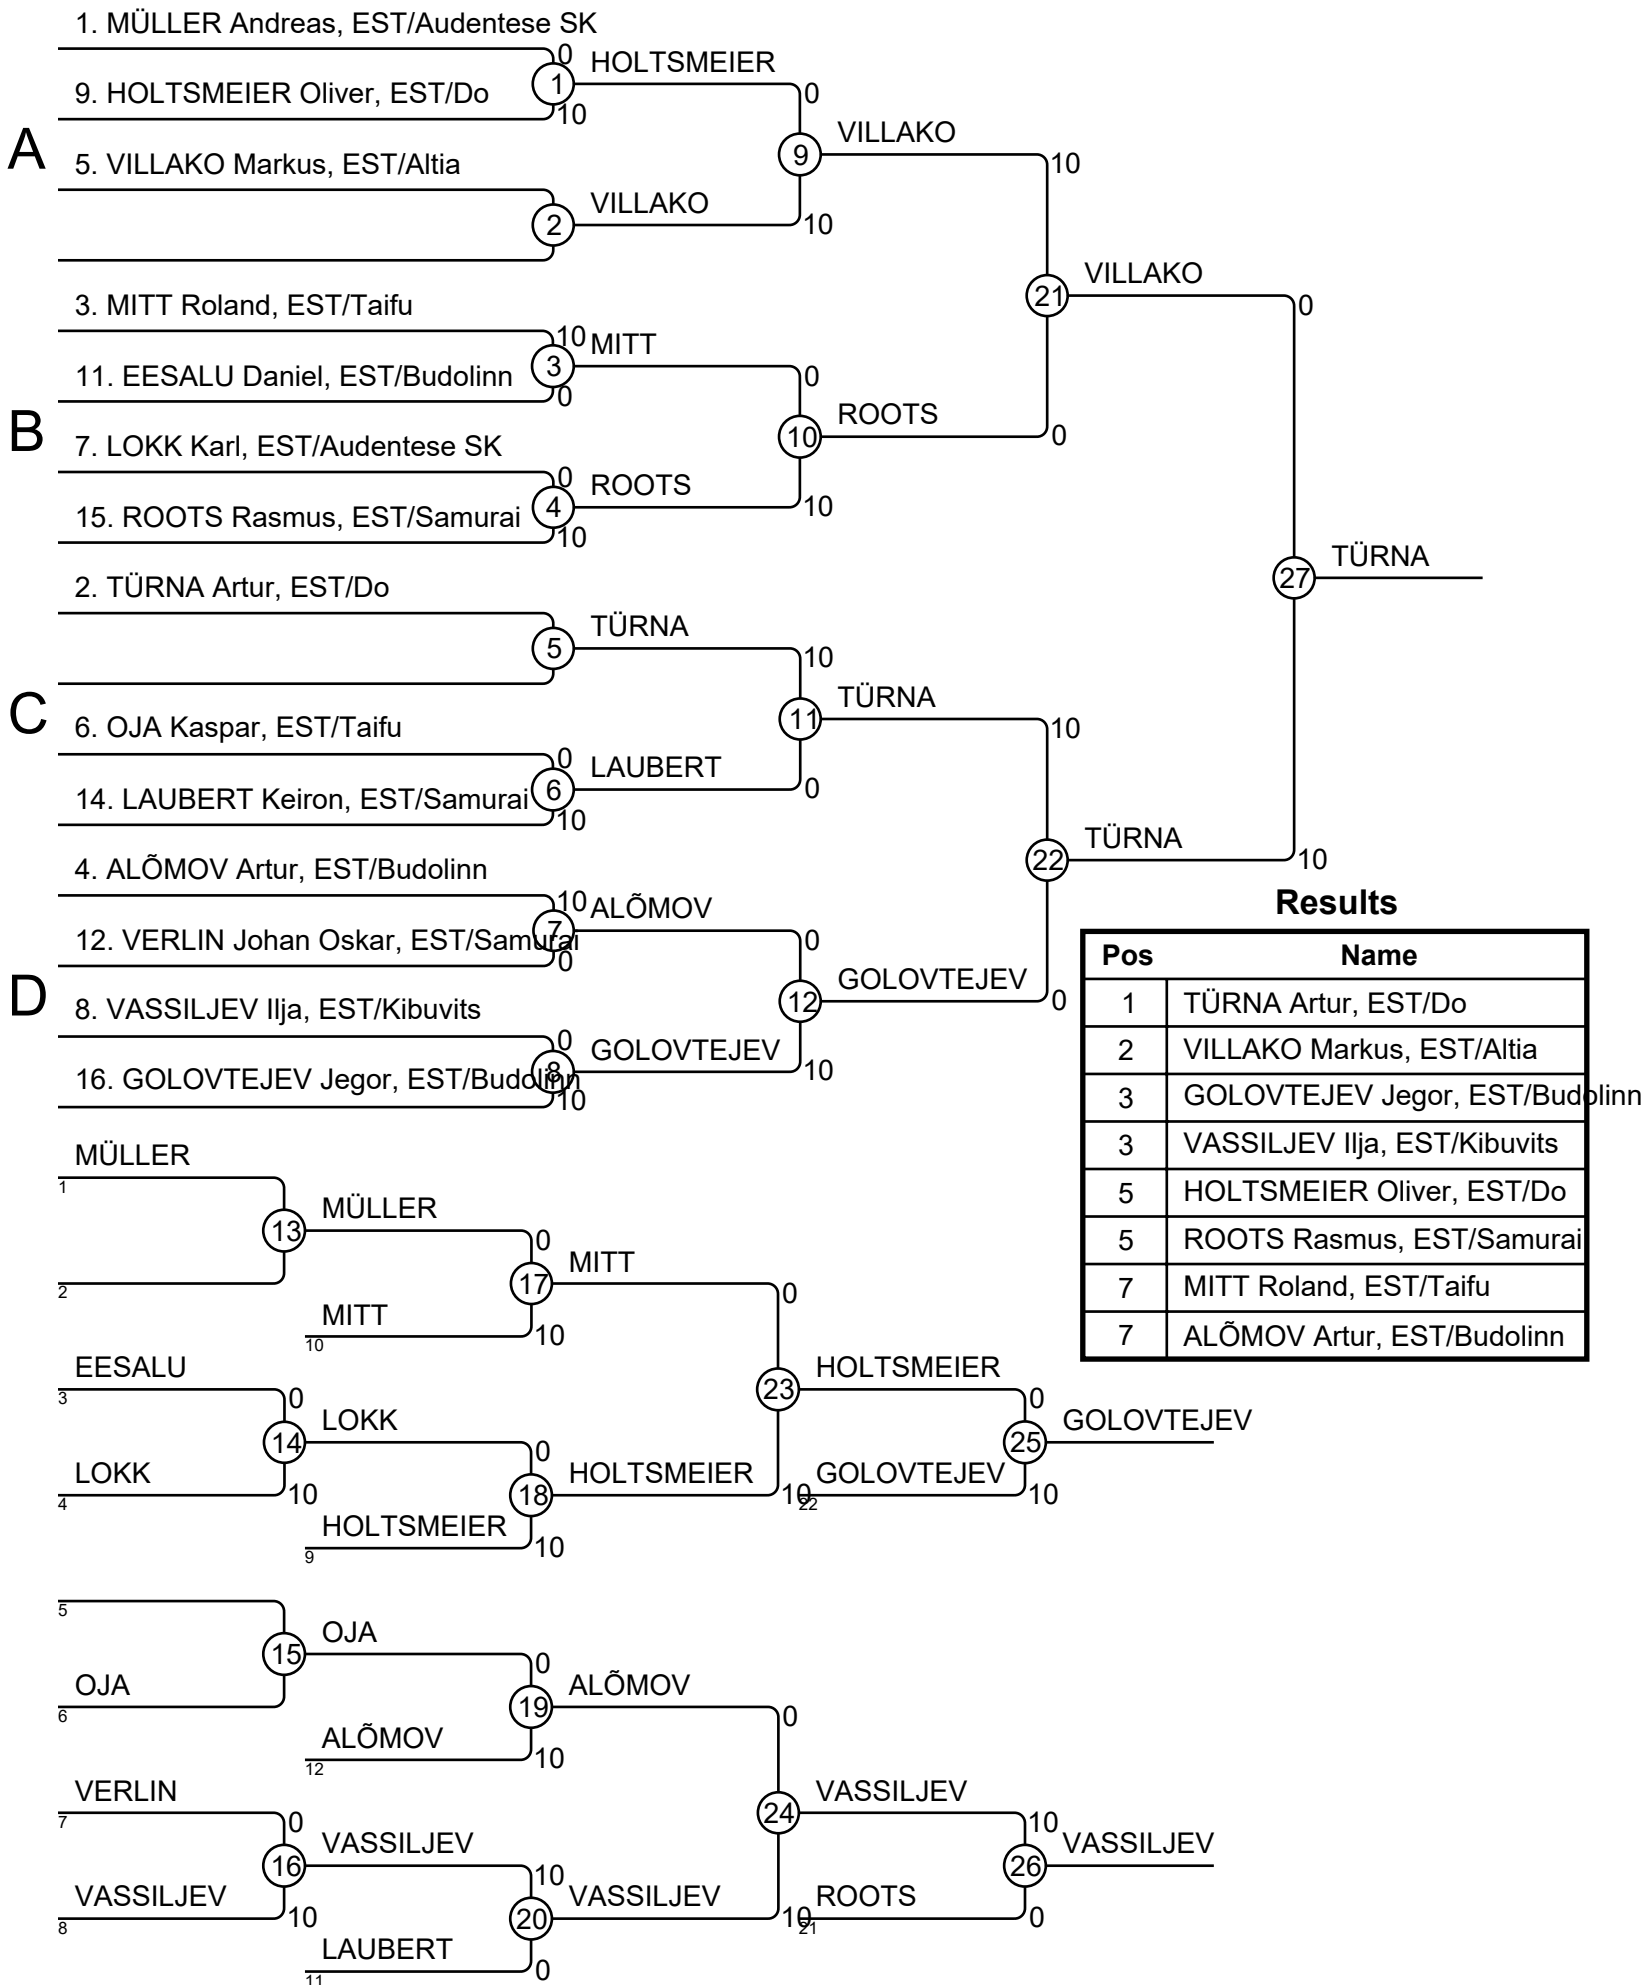 1. MÜLLER Andreas, EST/Audentese SK
0
HOLTSMEIER
1
9. HOLTSMEIER Oliver, EST/Do
10
0
A
VILLAKO
9
10
5. VILLAKO Markus, EST/Altia
VILLAKO
2
10
VILLAKO
21
0
3. MITT Roland, EST/Taifu
10
MITT
3
11. EESALU Daniel, EST/Budolinn
0
0
B
ROOTS
10
0
7. LOKK Karl, EST/Audentese SK
0
ROOTS
4
15. ROOTS Rasmus, EST/Samurai
10
10
TÜRNA
27
2. TÜRNA Artur, EST/Do
TÜRNA
5
10
C
TÜRNA
11
10
6. OJA Kaspar, EST/Taifu
0
LAUBERT
6
14. LAUBERT Keiron, EST/Samurai
10
0
TÜRNA
22
10
4. ALÕMOV Artur, EST/Budolinn
10
ALÕMOV
7
12. VERLIN Johan Oskar, EST/Samurai
0
0
D
GOLOVTEJEV
12
0
8. VASSILJEV Ilja, EST/Kibuvits
0
GOLOVTEJEV
8
16. GOLOVTEJEV Jegor, EST/Budolinn
10
10
Results
Pos Name
1 TÜRNA Artur, EST/Do
2 VILLAKO Markus, EST/Altia
3 GOLOVTEJEV Jegor, EST/Budolinn
3 VASSILJEV Ilja, EST/Kibuvits
5 HOLTSMEIER Oliver, EST/Do
5 ROOTS Rasmus, EST/Samurai
7 MITT Roland, EST/Taifu
7 ALÕMOV Artur, EST/Budolinn
MÜLLER
1
MÜLLER
13
0
2
MITT
17
0
MITT
10
10
EESALU
3
0
HOLTSMEIER
23
0
LOKK
14
0
GOLOVTEJEV
25
LOKK
4
10
HOLTSMEIER
18
10
GOLOVTEJEV
22
10
HOLTSMEIER
9
10
5
OJA
15
0
OJA
6
ALÕMOV
19
0
ALÕMOV
12
10
VERLIN
7
0
VASSILJEV
24
10
VASSILJEV
16
10
VASSILJEV
26
VASSILJEV
8
10
VASSILJEV
20
10
ROOTS
21
0
LAUBERT
11
0